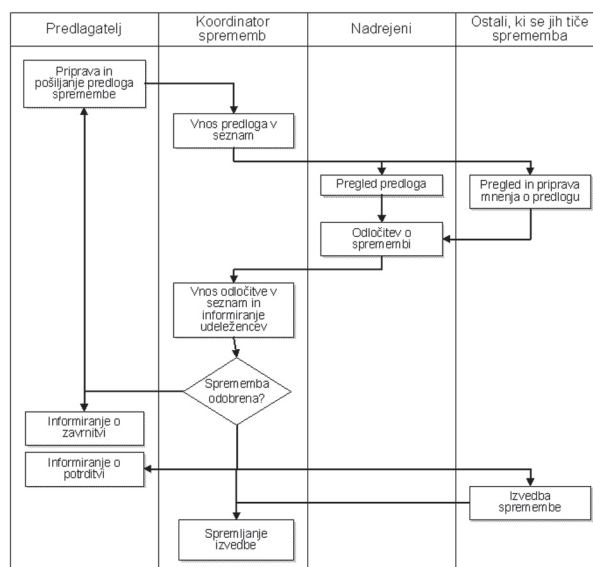 Predlagatelj
Koordinator
sprememb
Nadrejeni
Ostali, ki se jih tiče
sprememba
Priprava in
pošiljanje predloga
spremembe
Vnos predloga v
seznam
Pregled predloga
Pregled in priprava
mnenja o predlogu
Odločitev o
spremembi
Vnos odločitve v
seznam in
informiranje
udeležencev
Sprememba
odobrena?
Informiranje o
zavrnitvi
Informiranje o
potrditvi
Izvedba
spremembe
Spremljanje
izvedbe